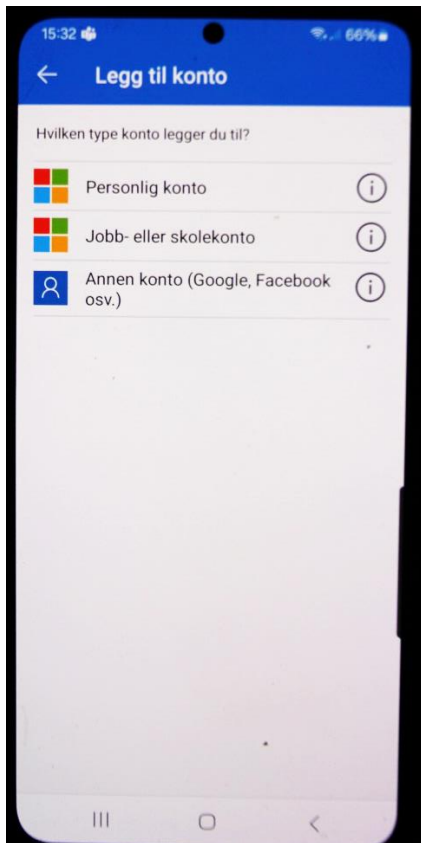 15:32 66%
Legg til konto
Hvilken type konto legger du til?
Personlig konto
Jobb- eller skolekonto
Annen konto (Google, Facebook
osv.)